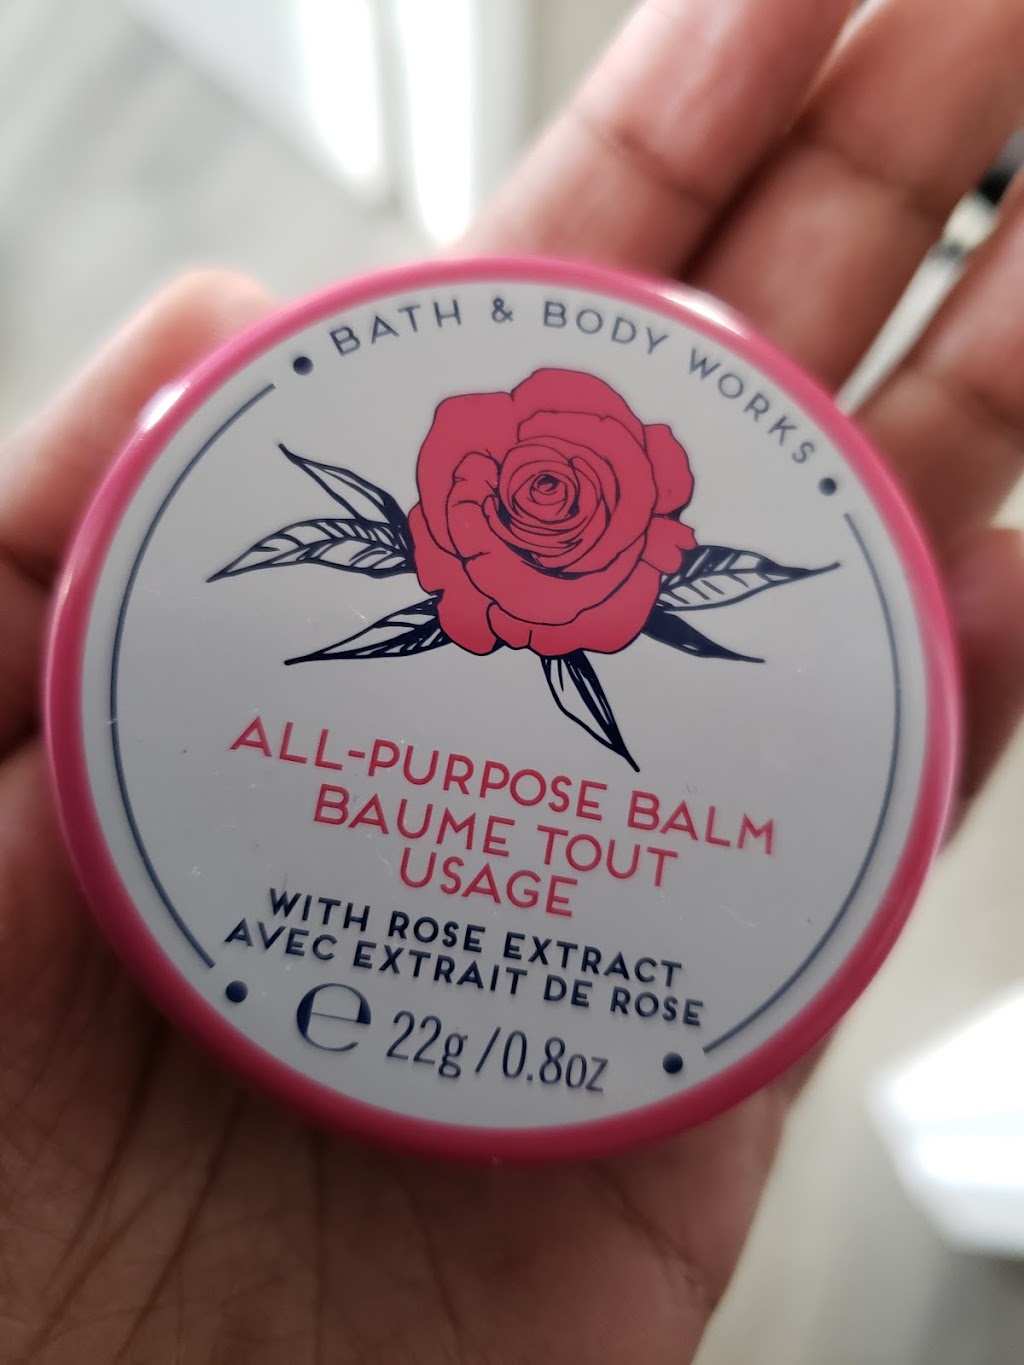 BATH & BODY WORKS
ALL-PURPOSE BALM
BAUME TOUT
USAGE
WITH ROSE EXTRACT
AVEC EXTRAIT DE ROSE
℮ 22g/0.8oz